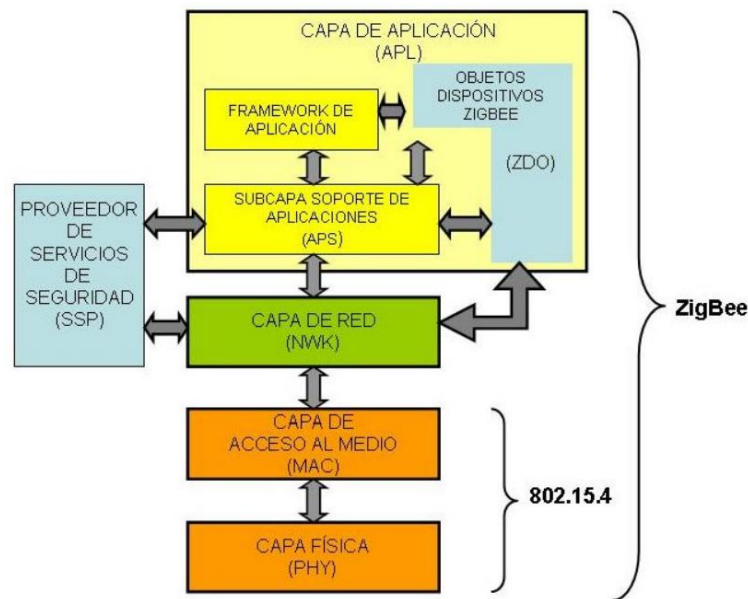 CAPA DE APLICACIÓN
(APL)
OBJETOS
DISPOSITIVOS
ZIGBEE
(ZDO)
FRAMEWORK DE
APLICACIÓN
SUBCAPA SOPORTE DE
APLICACIONES
(APS)
PROVEEDOR
DE
SERVICIOS
DE
SEGURIDAD
(SSP)
CAPA DE RED
(NWK)
CAPA DE
ACCESO AL MEDIO
(MAC)
CAPA FÍSICA
(PHY)
802.15.4
ZigBee